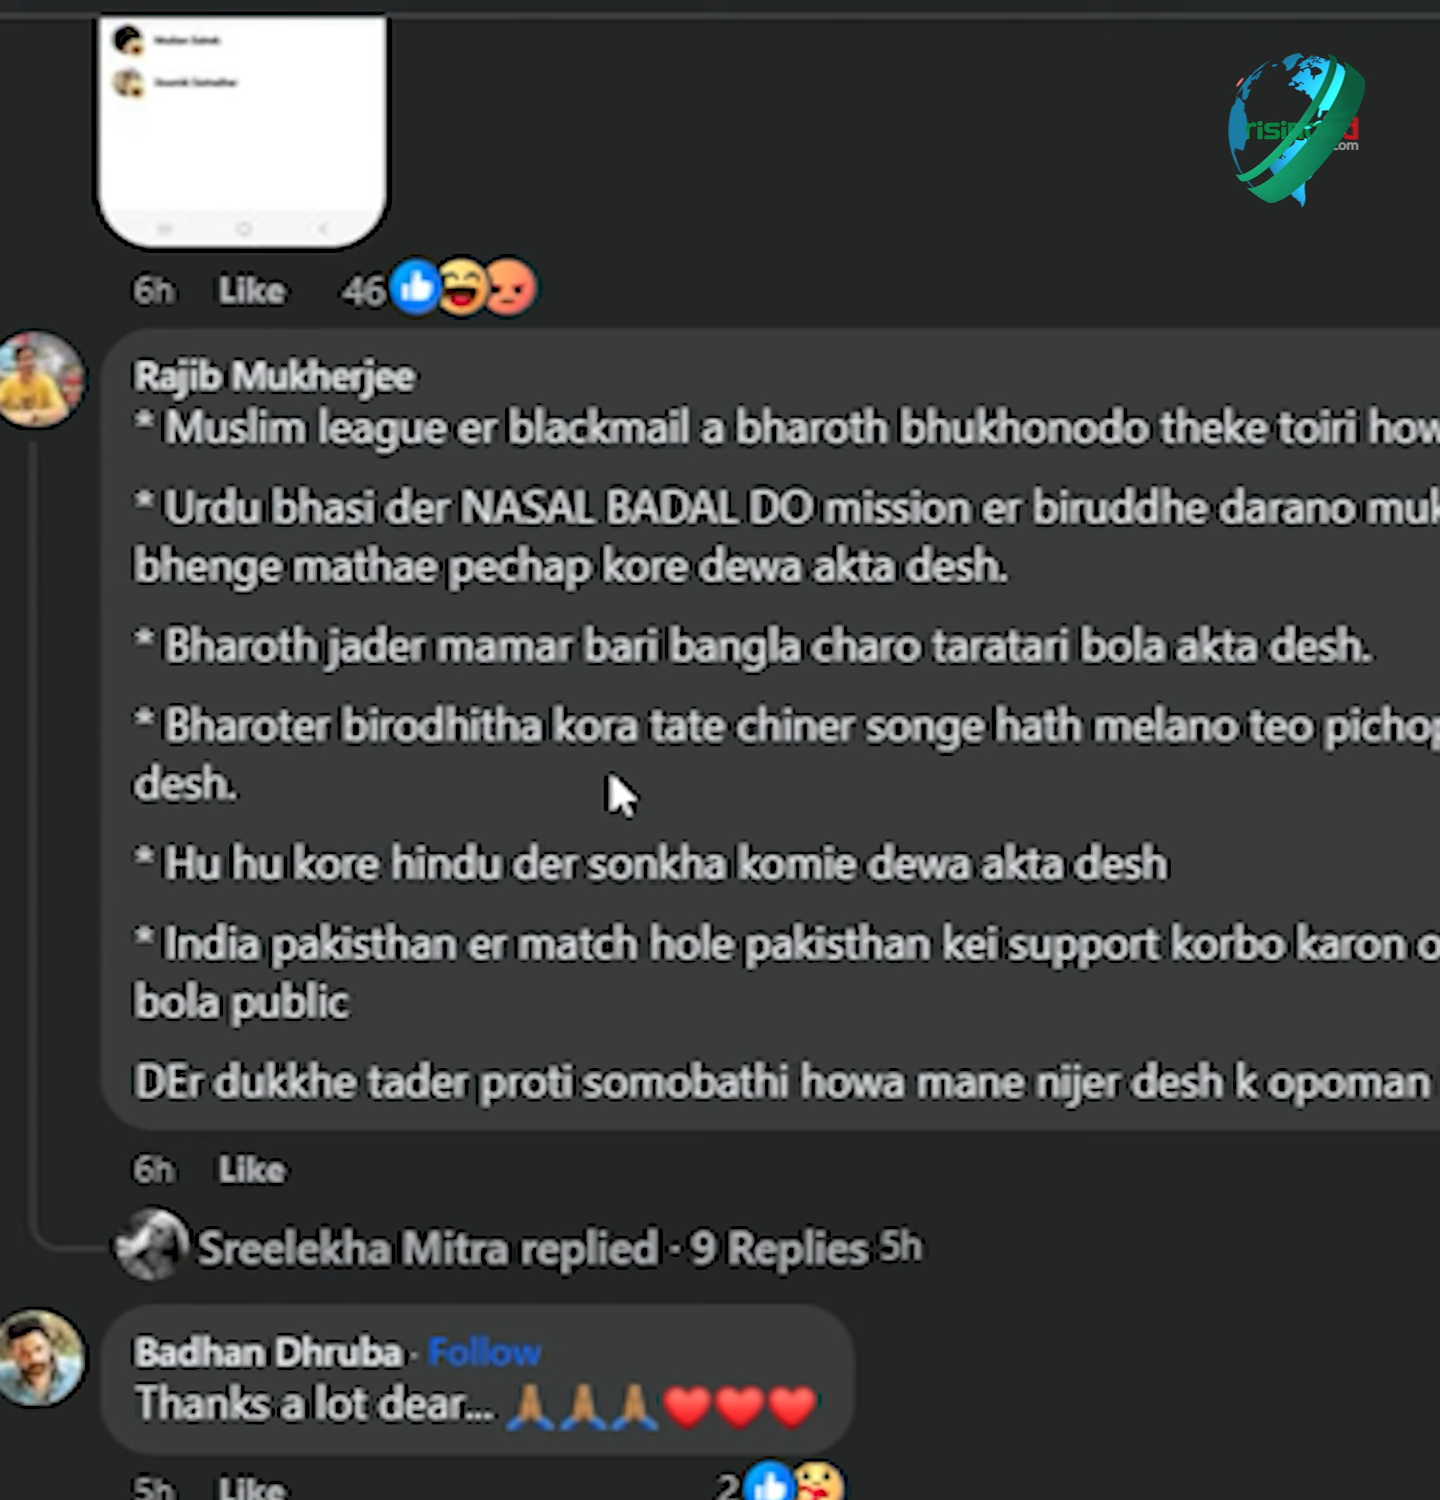 6h Like 46
Rajib Mukherjee
* Muslim league er blackmail a bharoth bhukhonodo theke toiri how
* Urdu bhasi der NASAL BADAL DO mission er biruddhe darano muk
bhenge mathae pechap kore dewa akta desh.
* Bharoth jader mamar bari bangla charo taratari bola akta desh.
* Bharoter birodhitha kora tate chiner songe hath melano teo pichop
desh.
* Hu hu kore hindu der sonkha komie dewa akta desh
* India pakisthan er match hole pakisthan kei support korbo karon o
bola public
DEr dukkhe tader proti somobathi howa mane nijer desh k opoman
6h Like
Sreelekha Mitra replied · 9 Replies 5h
Badhan Dhruba · Follow
Thanks a lot dear... 🙏🏽🙏🏽🙏🏽❤️❤️❤️
5h Like 2